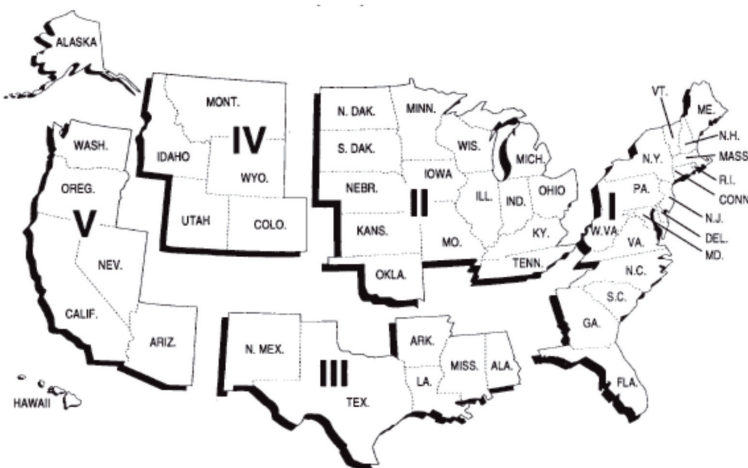 ALASKA
WASH.
OREG.
V
NEV.
CALIF.
ARIZ.
HAWAII
MONT.
IV
IDAHO
WYO.
UTAH
COLO.
N. DAK.
MINN.
S. DAK.
WIS.
MICH.
NEBR.
IOWA
II
ILL.
IND.
OHIO
KANS.
MO.
KY.
OKLA.
TENN.
N. MEX.
III
TEX.
ARK.
LA.
MISS.
ALA.
VT.
ME.
N.H.
N.Y.
MASS
R.I.
CONN
PA.
I
N.J.
W.VA.
DEL.
VA.
MD.
N.C.
S.C.
GA.
FLA.